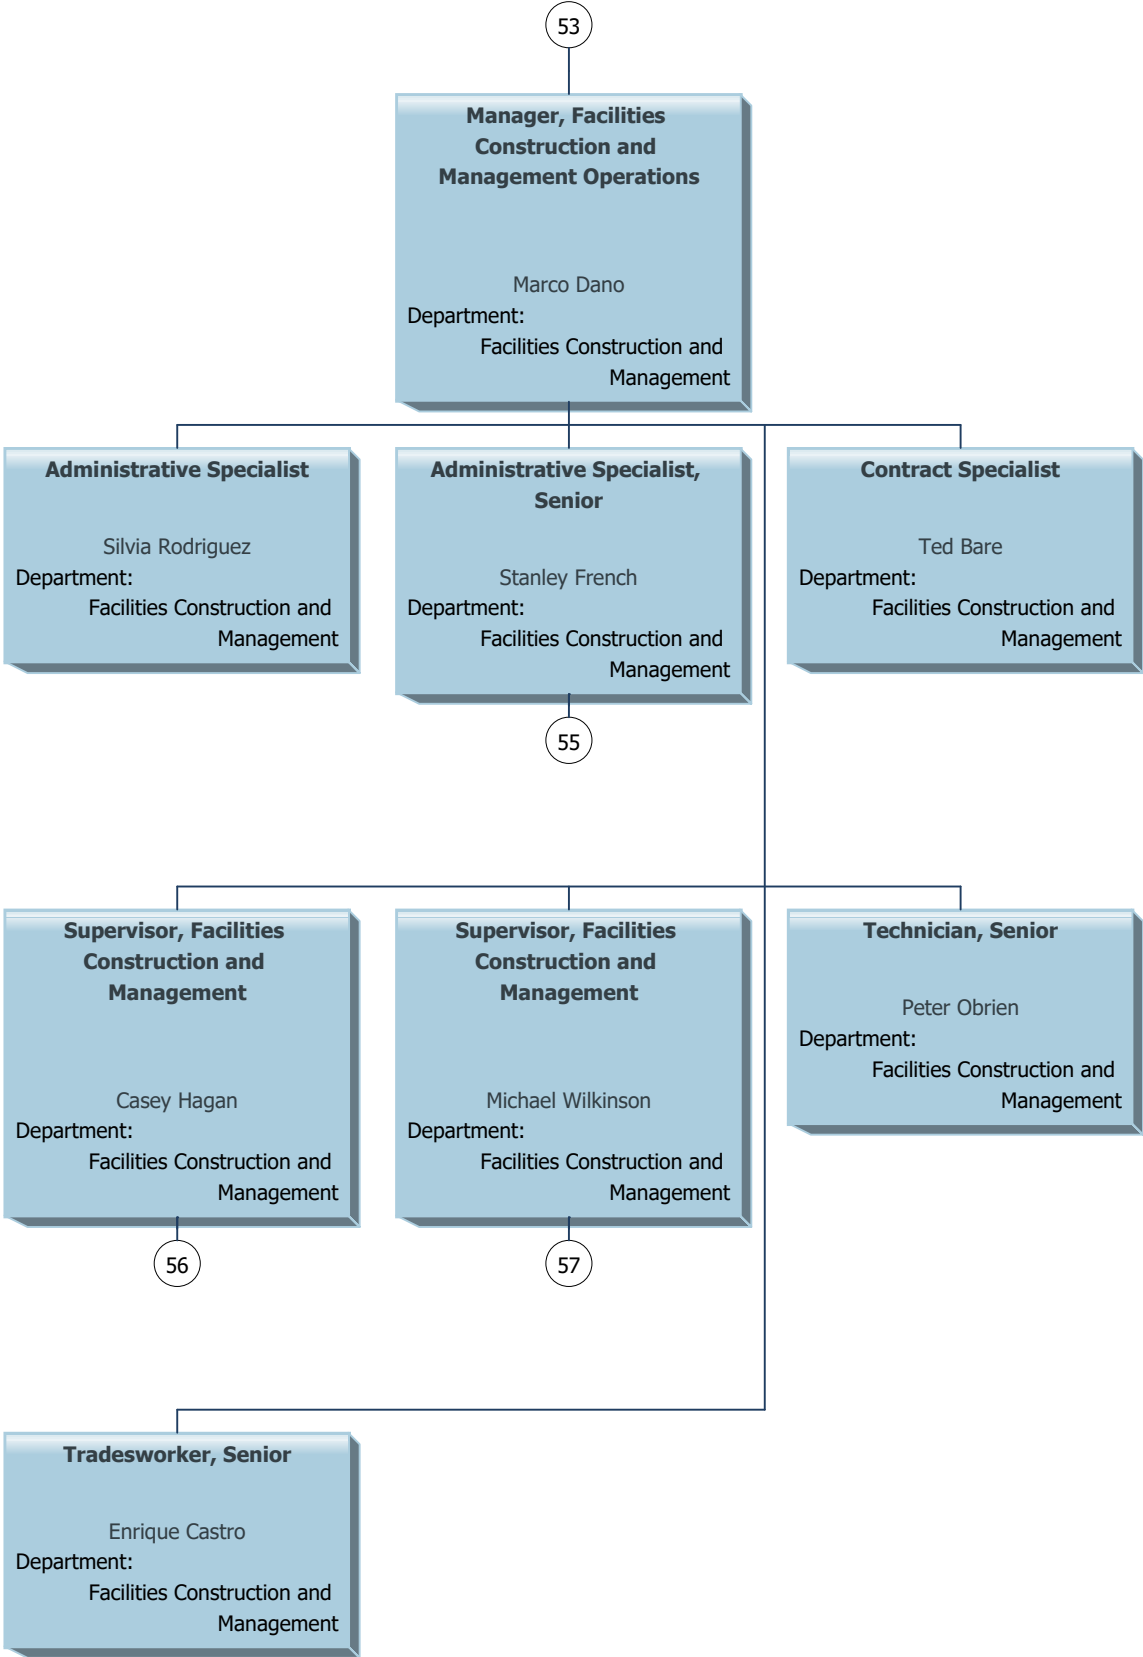 53
Manager, Facilities
Construction and
Management Operations
Marco Dano
Department:
Facilities Construction and
Management
Administrative Specialist
Silvia Rodriguez
Department:
Facilities Construction and
Management
Administrative Specialist,
Senior
Stanley French
Department:
Facilities Construction and
Management
55
Contract Specialist
Ted Bare
Department:
Facilities Construction and
Management
Supervisor, Facilities
Construction and
Management
Casey Hagan
Department:
Facilities Construction and
Management
56
Supervisor, Facilities
Construction and
Management
Michael Wilkinson
Department:
Facilities Construction and
Management
57
Technician, Senior
Peter Obrien
Department:
Facilities Construction and
Management
Tradesworker, Senior
Enrique Castro
Department:
Facilities Construction and
Management